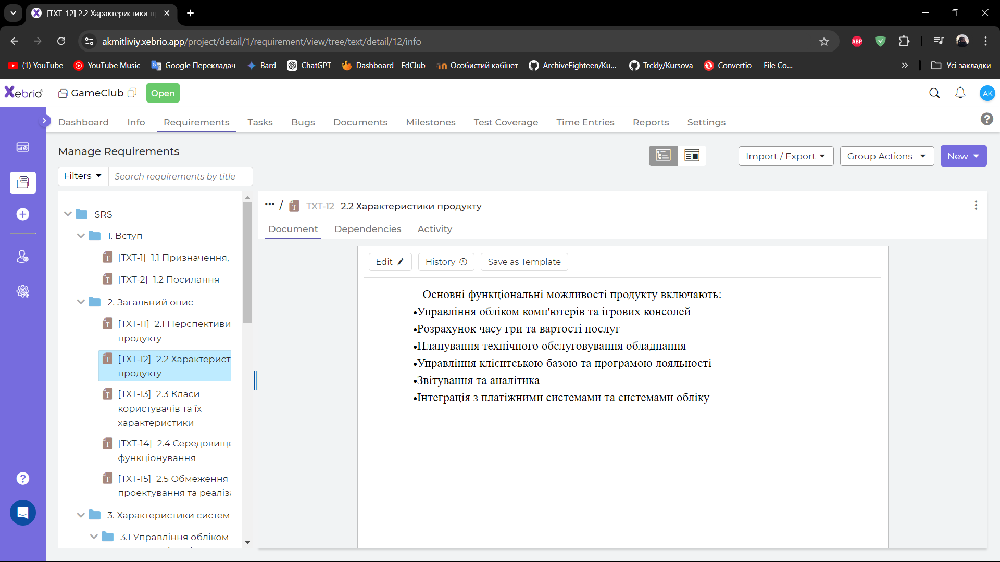 [TXT-12] 2.2 Характеристики п
akmitliviy.xebrio.app/project/detail/1/requirement/view/tree/text/detail/12/info
ABP
(1) YouTube YouTube Music Google Перекладач Bard ChatGPT Dashboard - EdClub Особистий кабінет ArchiveEighteen/Ku... Trckly/Kursova Convertio — File Co... » Усі закладки
Xebrio GameClub Open AK
Dashboard Info Requirements Tasks Bugs Documents Milestones Test Coverage Time Entries Reports Settings
Manage Requirements
Import / Export Group Actions New
Filters Search requirements by title
SRS
1. Вступ
[TXT-1] 1.1 Призначення,
[TXT-2] 1.2 Посилання
2. Загальний опис
[TXT-11] 2.1 Перспективи
продукту
[TXT-12] 2.2 Характерист
продукту
[TXT-13] 2.3 Класи
користувачів та їх
характеристики
[TXT-14] 2.4 Середовище
функціонування
[TXT-15] 2.5 Обмеження
проектування та реаліза
3. Характеристики систем
3.1 Управління обліком
... / TXT-12 2.2 Характеристики продукту
Document Dependencies Activity
Edit History Save as Template
Основні функціональні можливості продукту включають:
•Управління обліком комп'ютерів та ігрових консолей
•Розрахунок часу гри та вартості послуг
•Планування технічного обслуговування обладнання
•Управління клієнтською базою та програмою лояльності
•Звітування та аналітика
•Інтеграція з платіжними системами та системами обліку